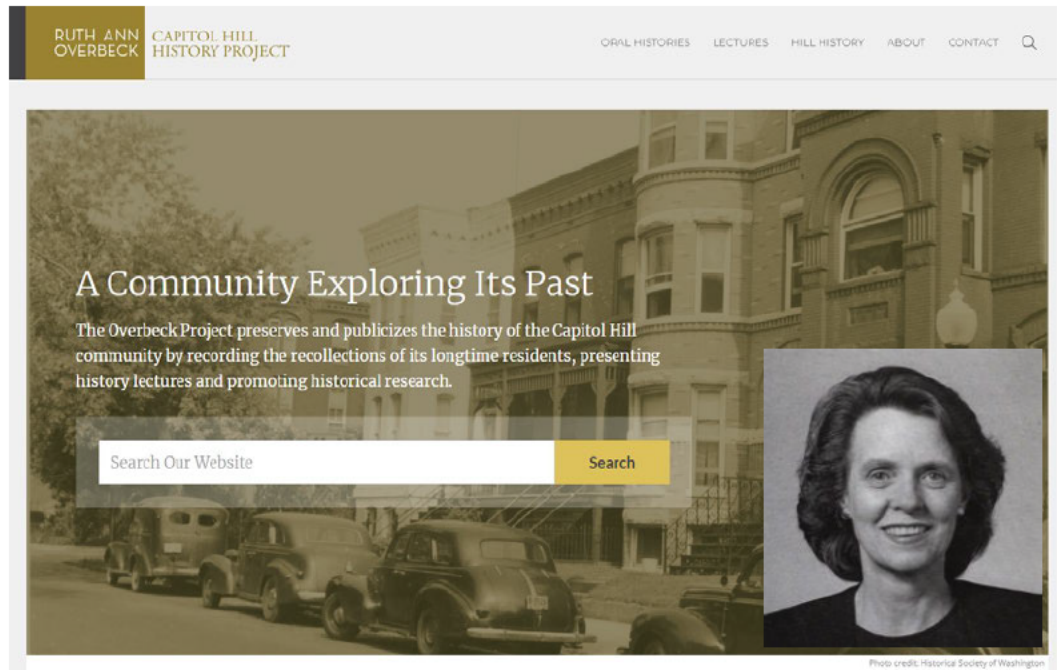 RUTH ANN
OVERBECK
CAPITOL HILL
HISTORY PROJECT
ORAL HISTORIES LECTURES HILL HISTORY ABOUT CONTACT
A Community Exploring Its Past
The Overbeck Project preserves and publicizes the history of the Capitol Hill
community by recording the recollections of its longtime residents, presenting
history lectures and promoting historical research.
Search Our Website Search
Photo credit: Historical Society of Washington